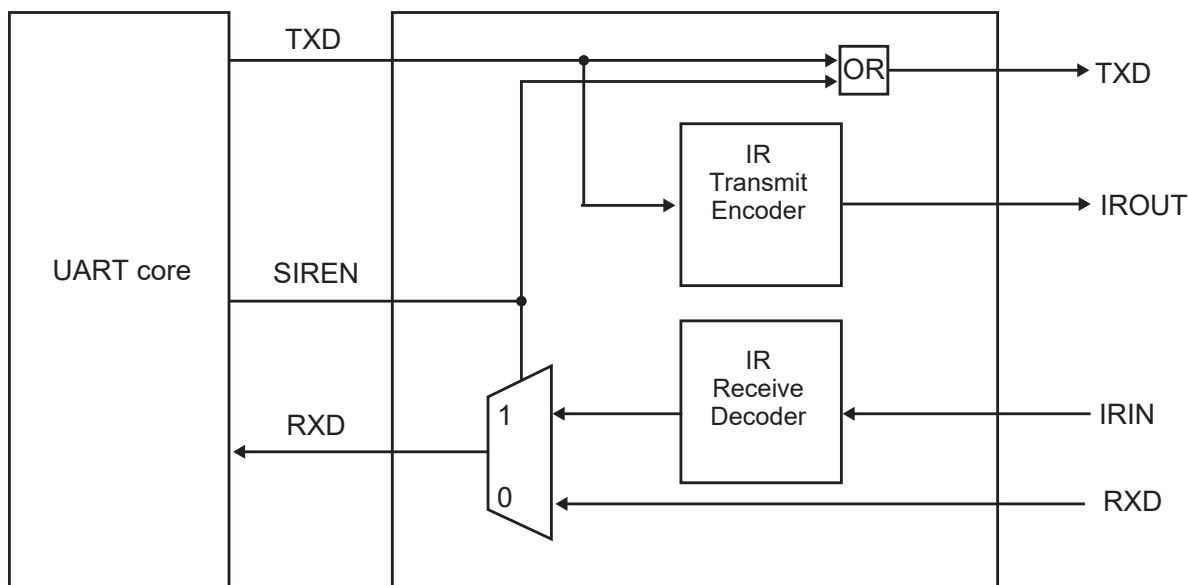 TXD
OR
TXD
IR
Transmit
Encoder
IROUT
UART core
SIREN
IR
Receive
Decoder
1
IRIN
RXD
0
RXD